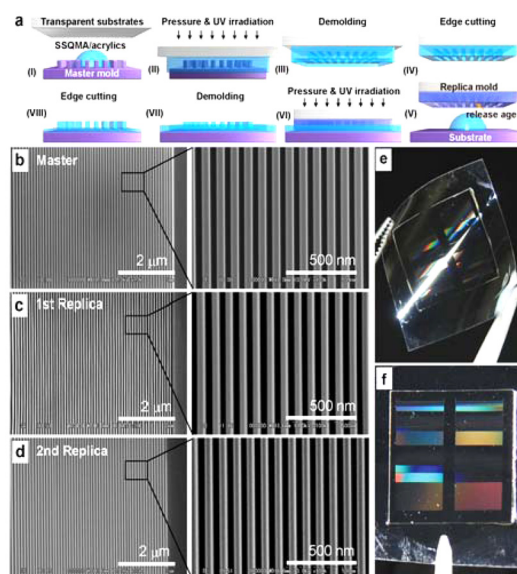 a
Transparent substrates
SSQMA/acrylics
(I)
Master mold
Pressure & UV irradiation
(II)
Demolding
(III)
Edge cutting
(IV)
Edge cutting
(VIII)
Demolding
(VII)
Pressure & UV irradiation
(VI)
Replica mold
release age
(V)
Substrate
b
Master
2 μm
500 nm
c
1st Replica
2 μm
500 nm
d
2nd Replica
2 μm
500 nm
e
f